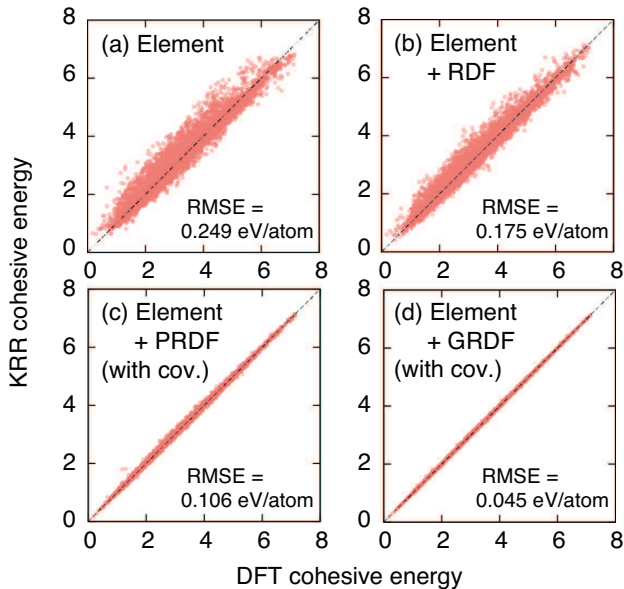 KRR cohesive energy
8
6
4
2
0
(a) Element
RMSE =
0.249 eV/atom
0 2 4 6 8
8
6
4
2
0
(b) Element
+ RDF
RMSE =
0.175 eV/atom
0 2 4 6 8
8
6
4
2
0
(c) Element
+ PRDF
(with cov.)
RMSE =
0.106 eV/atom
0 2 4 6 8
8
6
4
2
0
(d) Element
+ GRDF
(with cov.)
RMSE =
0.045 eV/atom
0 2 4 6 8
DFT cohesive energy